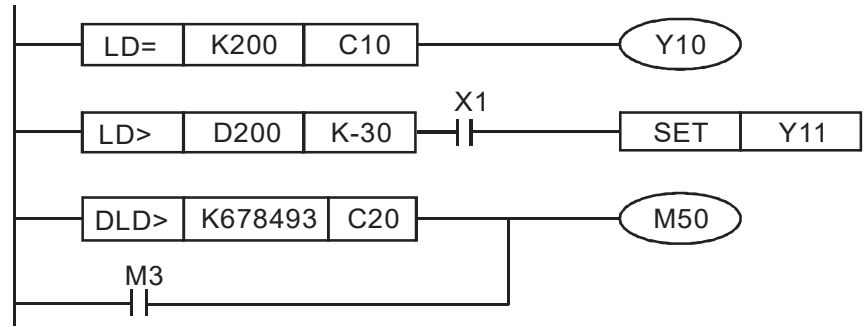 LD= K200 C10 Y10
X1
LD> D200 K-30 SET Y11
DLD> K678493 C20 M50
M3